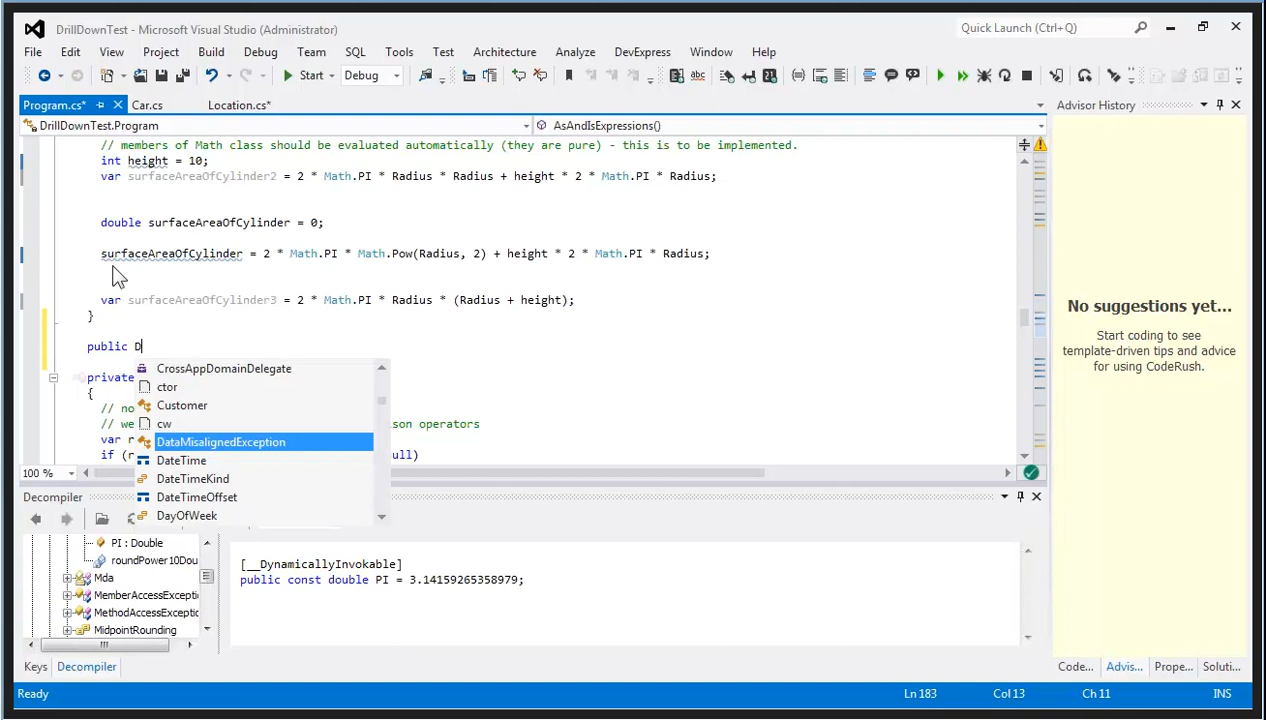 DrillDownTest - Microsoft Visual Studio (Administrator)
Quick Launch (Ctrl+Q)
File Edit View Project Build Debug Team SQL Tools Test Architecture Analyze DevExpress Window Help
Start Debug
Program.cs* Car.cs Location.cs*
DrillDownTest.Program
AsAndIsExpressions()
// members of Math class should be evaluated automatically (they are pure) - this is to be implemented.
int height = 10;
var surfaceAreaOfCylinder2 = 2 * Math.PI * Radius * Radius + height * 2 * Math.PI * Radius;
double surfaceAreaOfCylinder = 0;
surfaceAreaOfCylinder = 2 * Math.PI * Math.Pow(Radius, 2) + height * 2 * Math.PI * Radius;
var surfaceAreaOfCylinder3 = 2 * Math.PI * Radius * (Radius + height);
}
public D
private
{
// no
// we
son operators
var r
if (r
ull)
CrossAppDomainDelegate
ctor
Customer
cw
DataMisalignedException
DateTime
DateTimeKind
DateTimeOffset
DayOfWeek
100 %
Advisor History
No suggestions yet...
Start coding to see
template-driven tips and advice
for using CodeRush.
Decompiler
PI : Double
roundPower10Dou
Mda
MemberAccessExcepti
MethodAccessExceptio
MidpointRounding
[__DynamicallyInvokable]
public const double PI = 3.14159265358979;
Keys Decompiler
Code... Advis... Prope... Soluti...
Ready
Ln 183 Col 13 Ch 11 INS